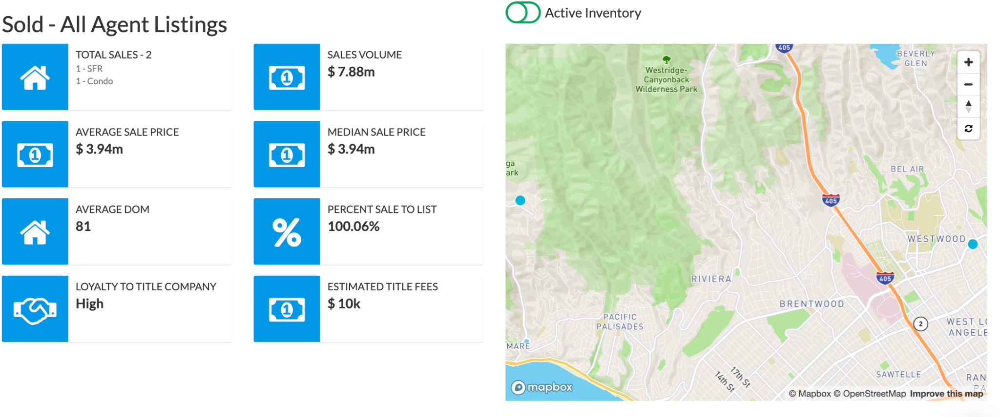 Sold - All Agent Listings
TOTAL SALES - 2
1 - SFR
1 - Condo
SALES VOLUME
$ 7.88m
AVERAGE SALE PRICE
$ 3.94m
MEDIAN SALE PRICE
$ 3.94m
AVERAGE DOM
81
PERCENT SALE TO LIST
100.06%
LOYALTY TO TITLE COMPANY
High
ESTIMATED TITLE FEES
$ 10k
Active Inventory
405
BEVERLY
GLEN
Westridge-
Canyonback
Wilderness Park
ga
ark
BEL AIR
405
WESTWOOD
405
RIVIERA
BRENTWOOD
PACIFIC
PALISADES
2
WEST LO
ANGELE
MARE
17th St
14th St
SAWTELLE
RAN
PA
mapbox
© Mapbox © OpenStreetMap Improve this map